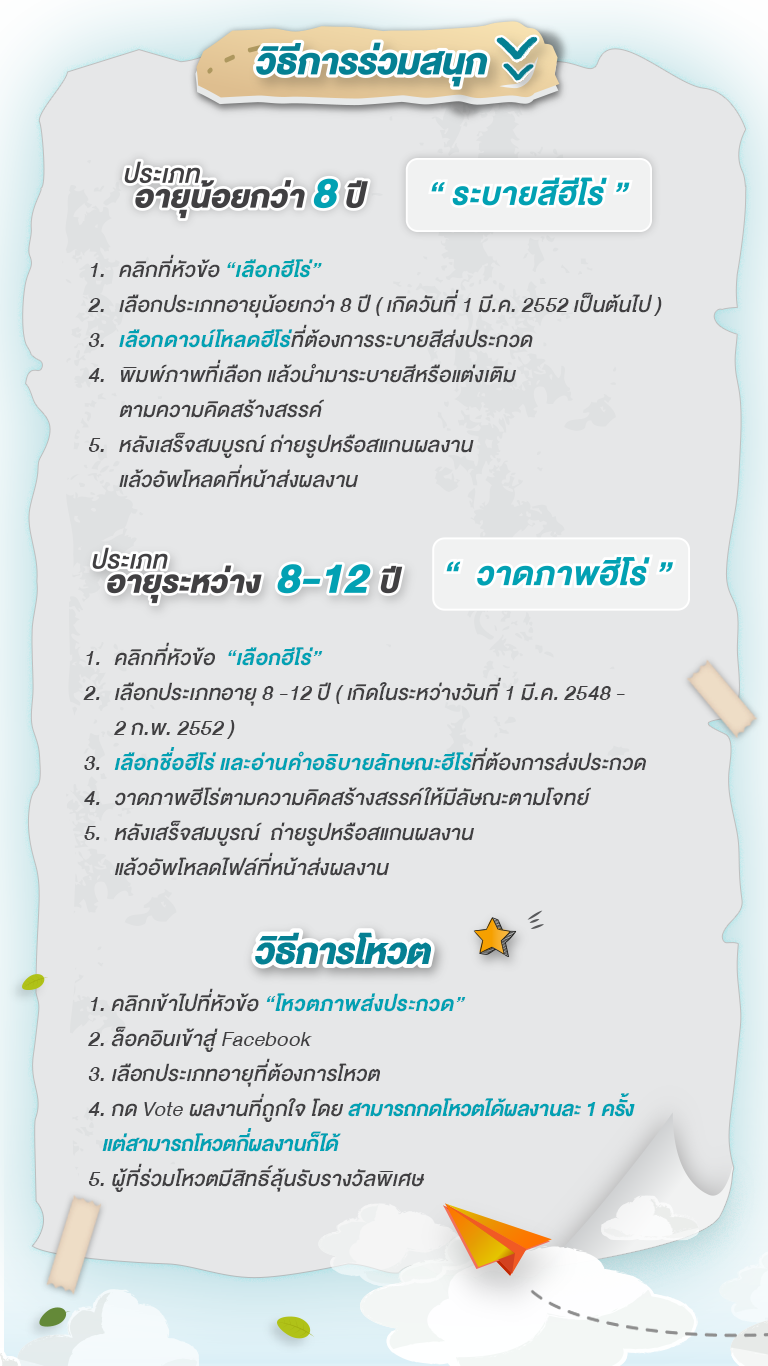 วิธีการร่วมสนุก
ประเภท
อายุน้อยกว่า 8 ปี
“ ระบายสีฮีโร่ ”
1. คลิกที่หัวข้อ “เลือกฮีโร่”
2. เลือกประเภทอายุน้อยกว่า 8 ปี ( เกิดวันที่ 1 มี.ค. 2552 เป็นต้นไป )
3. เลือกดาวน์โหลดฮีโร่ที่ต้องการระบายสีส่งประกวด
4. พิมพ์ภาพที่เลือก แล้วนำมาระบายสีหรือแต่งเติม
ตามความคิดสร้างสรรค์
5. หลังเสร็จสมบูรณ์ ถ่ายรูปหรือสแกนผลงาน
แล้วอัพโหลดที่หน้าส่งผลงาน
ประเภท
อายุระหว่าง 8-12 ปี
“ วาดภาพฮีโร่ ”
1. คลิกที่หัวข้อ “เลือกฮีโร่”
2. เลือกประเภทอายุ 8 -12 ปี ( เกิดในระหว่างวันที่ 1 มี.ค. 2548 -
2 ก.พ. 2552 )
3. เลือกชื่อฮีโร่ และอ่านคำอธิบายลักษณะฮีโร่ที่ต้องการส่งประกวด
4. วาดภาพฮีโร่ตามความคิดสร้างสรรค์ให้มีลัษณะตามโจทย์
5. หลังเสร็จสมบูรณ์ ถ่ายรูปหรือสแกนผลงาน
แล้วอัพโหลดไฟล์ที่หน้าส่งผลงาน
วิธีการโหวต
1. คลิกเข้าไปที่หัวข้อ “โหวตภาพส่งประกวด”
2. ล็อคอินเข้าสู่ Facebook
3. เลือกประเภทอายุที่ต้องการโหวต
4. กด Vote ผลงานที่ถูกใจ โดย สามารถกดโหวตได้ผลงานละ 1 ครั้ง
แต่สามารถโหวตกี่ผลงานก็ได้
5. ผู้ที่ร่วมโหวตมีสิทธิ์ลุ้นรับรางวัลพิเศษ